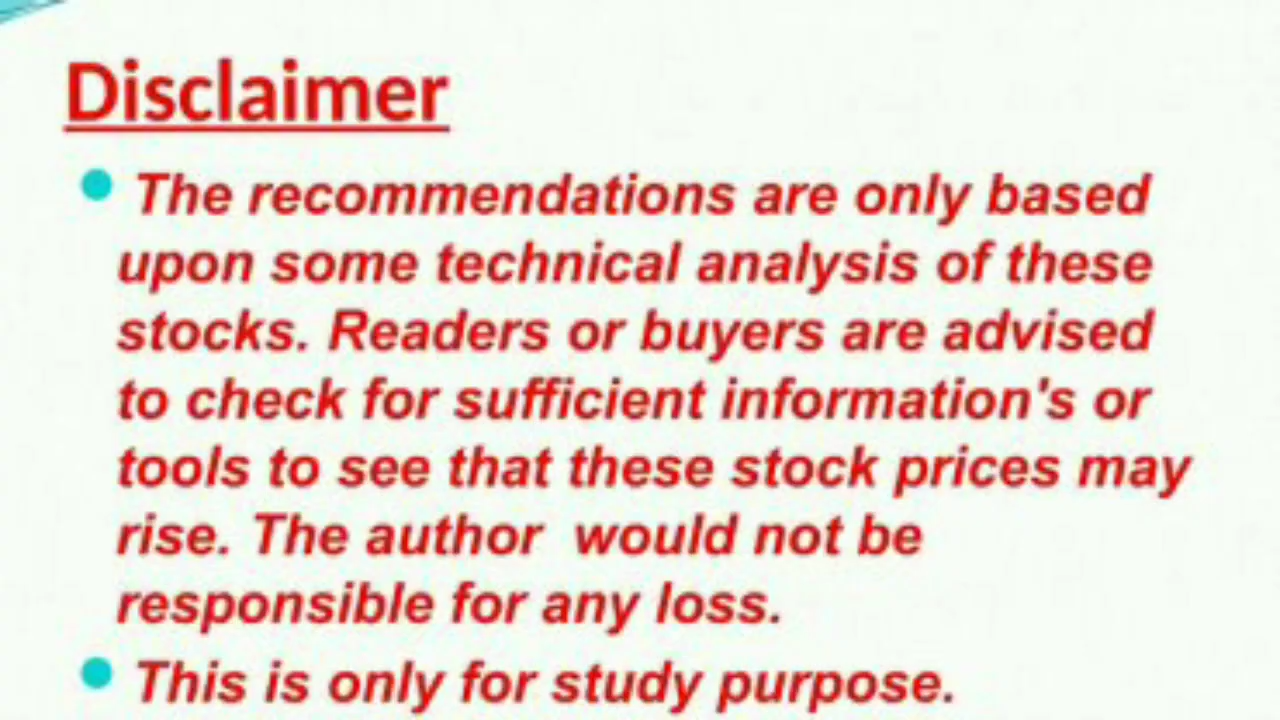 Disclaimer
The recommendations are only based
upon some technical analysis of these
stocks. Readers or buyers are advised
to check for sufficient information's or
tools to see that these stock prices may
rise. The author  would not be
responsible for any loss.
This is only for study purpose.